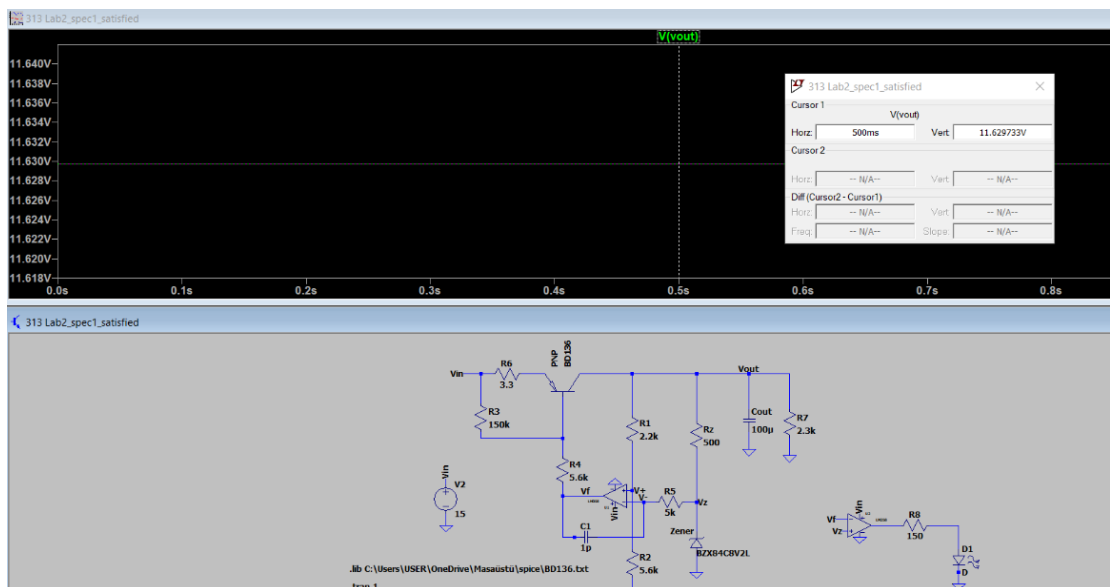 313 Lab2_spec1_satisfied
V(vout)
11.640V
11.638V
11.636V
11.634V
11.632V
11.630V
11.628V
11.626V
11.624V
11.622V
11.620V
11.618V
0.0s 0.1s 0.2s 0.3s 0.4s 0.5s 0.6s 0.7s 0.8s
313 Lab2_spec1_satisfied
Cursor 1
V(vout)
Horz: 500ms Vert: 11.629733V
Cursor 2
Horz: -- N/A-- Vert: -- N/A--
Diff (Cursor2 - Cursor1)
Horz: -- N/A-- Vert: -- N/A--
Freq: -- N/A-- Slope: -- N/A--
313 Lab2_spec1_satisfied
PNP
BD136
Vin
R6
3.3
Vout
R3
150k
R1
2.2k
Rz
500
Cout
100µ
R7
2.3k
R4
5.6k
Vin
V2
15
Vf
V+
V-
Vin
R5
5k
Vz
C1
1p
Zener
BZX84C8V2L
R2
5.6k
Vf
Vz
Vin
R8
150
D1
D
.lib C:\Users\USER\OneDrive\Masaüstü\spice\BD136.txt
.tran 1